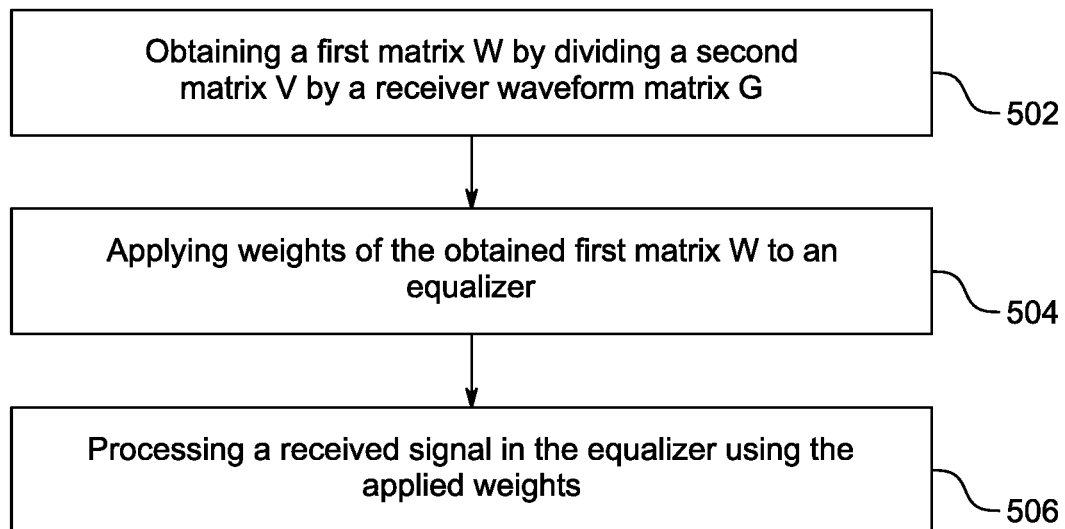 Obtaining a first matrix W by dividing a second
matrix V by a receiver waveform matrix G
502
Applying weights of the obtained first matrix W to an
equalizer
504
Processing a received signal in the equalizer using the
applied weights
506